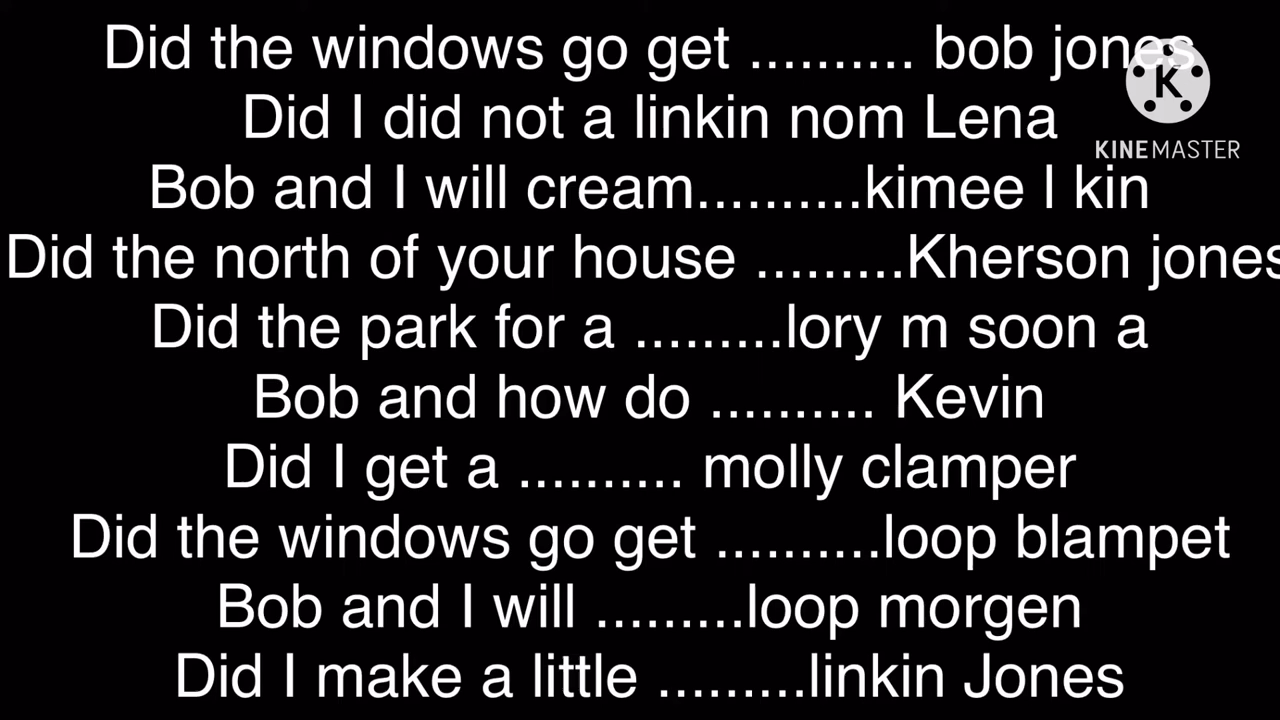 Did the windows go get .......... bob jones
Did I did not a linkin nom Lena
Bob and I will cream..........kimee l kin
Did the north of your house .........Kherson jones
Did the park for a .........lory m soon a
Bob and how do .......... Kevin
Did I get a .......... molly clamper
Did the windows go get ..........loop blampet
Bob and I will .........loop morgen
Did I make a little .........linkin Jones
K
KINEMASTER